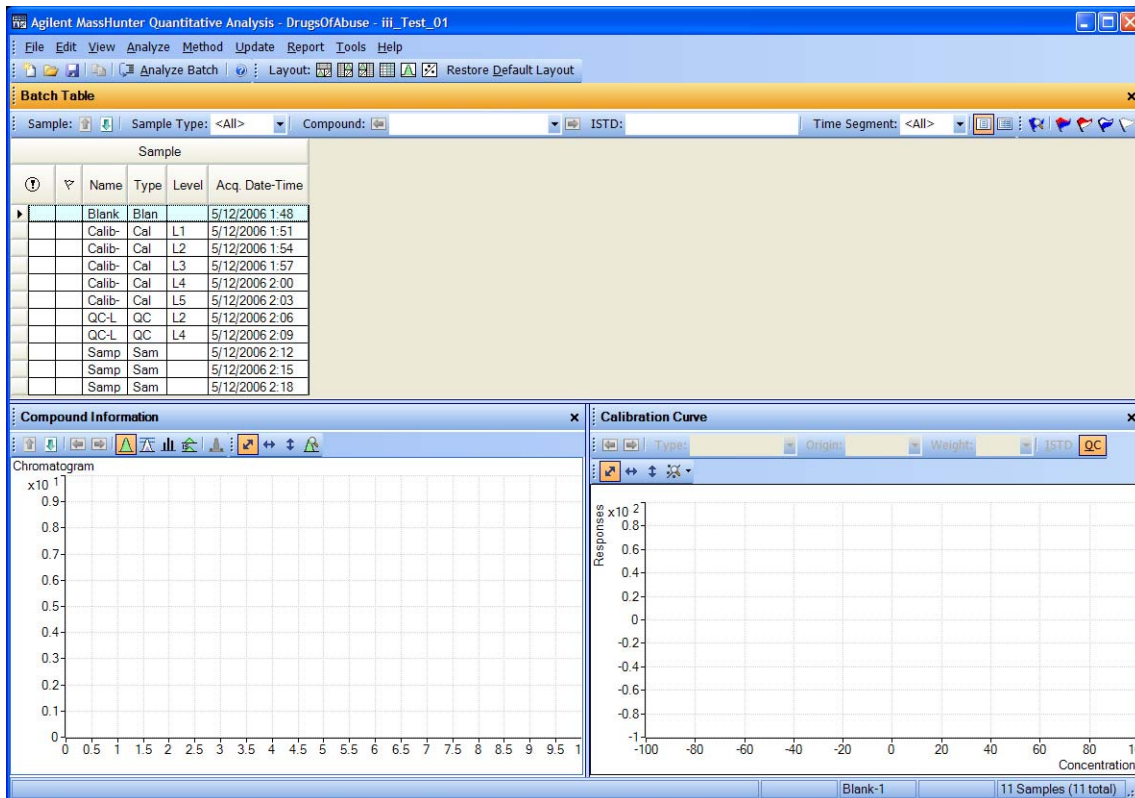 Agilent MassHunter Quantitative Analysis - DrugsOfAbuse - iii_Test_01
File Edit View Analyze Method Update Report Tools Help
Analyze Batch Layout: Restore Default Layout
Batch Table
Sample: Sample Type: <All> Compound: ISTD: Time Segment: <All>
Sample
Name Type Level Acq. Date-Time
Blank Blan 5/12/2006 1:48
Calib- Cal L1 5/12/2006 1:51
Calib- Cal L2 5/12/2006 1:54
Calib- Cal L3 5/12/2006 1:57
Calib- Cal L4 5/12/2006 2:00
Calib- Cal L5 5/12/2006 2:03
QC-L QC L2 5/12/2006 2:06
QC-L QC L4 5/12/2006 2:09
Samp Sam 5/12/2006 2:12
Samp Sam 5/12/2006 2:15
Samp Sam 5/12/2006 2:18
Compound Information
Chromatogram
x10 1
0.9
0.8
0.7
0.6
0.5
0.4
0.3
0.2
0.1
0
0 0.5 1 1.5 2 2.5 3 3.5 4 4.5 5 5.5 6 6.5 7 7.5 8 8.5 9 9.5 1
Calibration Curve
Type: Origin: Weight: ISTD QC
Responses
x10 2
0.8
0.6
0.4
0.2
0
-0.2
-0.4
-0.6
-0.8
-1
-100 -80 -60 -40 -20 0 20 40 60 80 1
Concentration
Blank-1 11 Samples (11 total)